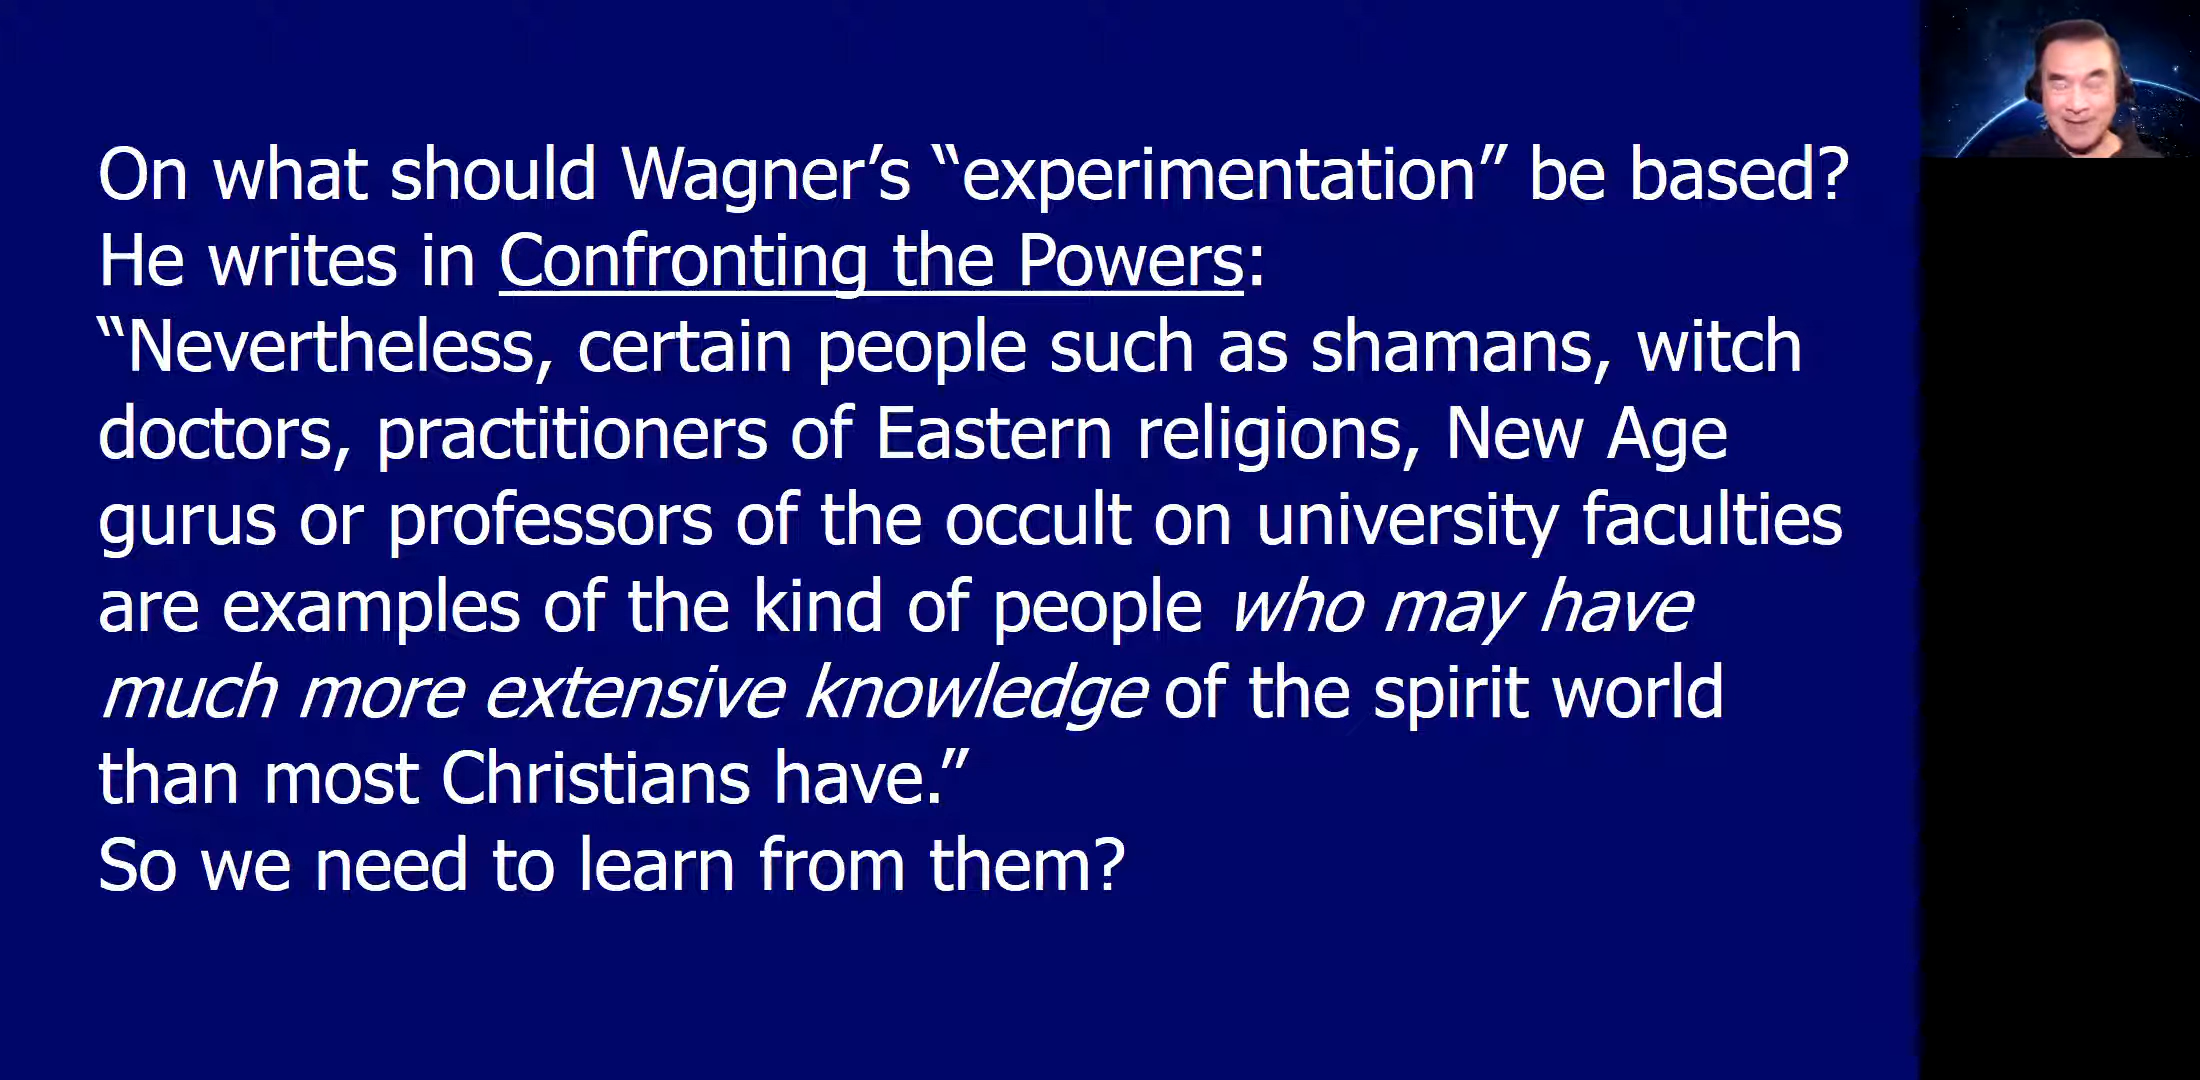 On what should Wagner’s “experimentation” be based?
He writes in Confronting the Powers:
“Nevertheless, certain people such as shamans, witch
doctors, practitioners of Eastern religions, New Age
gurus or professors of the occult on university faculties
are examples of the kind of people who may have
much more extensive knowledge of the spirit world
than most Christians have.”
So we need to learn from them?